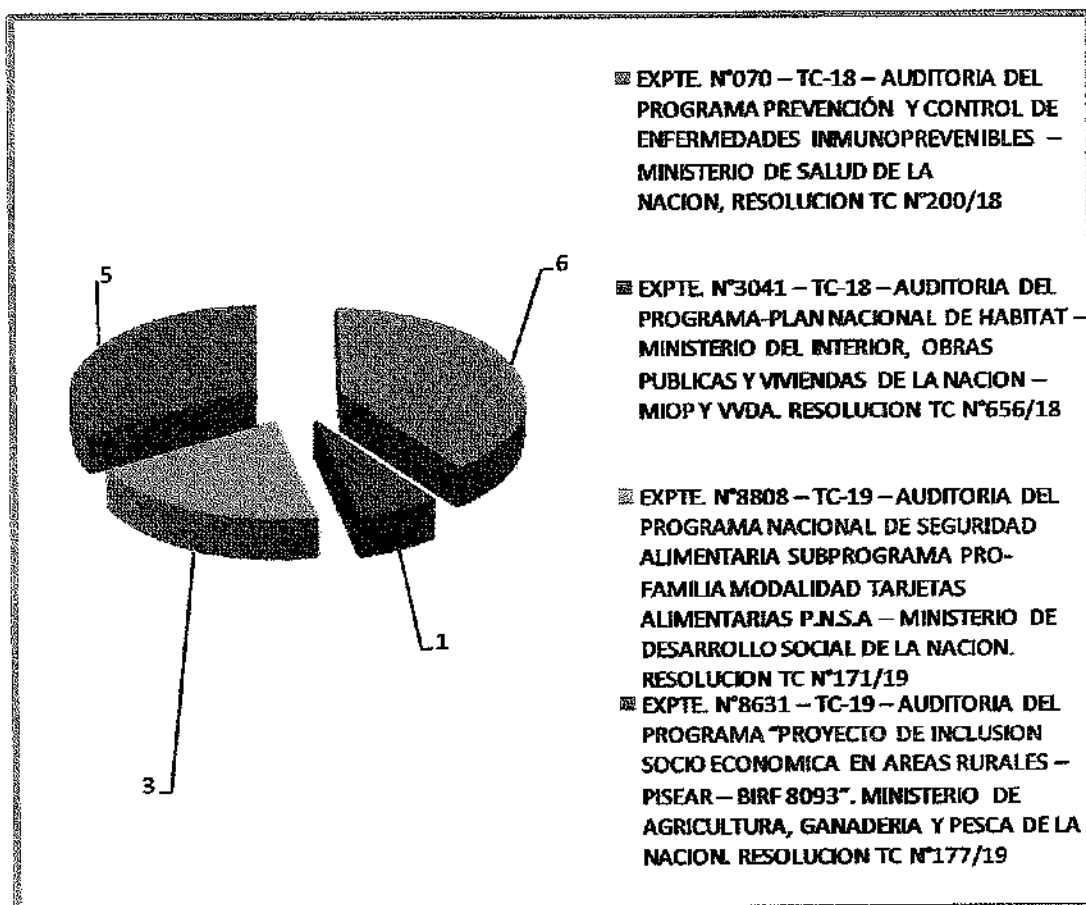 5
6
1
3
EXPTE. N°070 – TC-18 – AUDITORIA DEL
PROGRAMA PREVENCIÓN Y CONTROL DE
ENFERMEDADES INMUNOPREVENIBLES –
MINISTERIO DE SALUD DE LA
NACION, RESOLUCION TC N°200/18
EXPTE. N°3041 – TC-18 – AUDITORIA DEL
PROGRAMA-PLAN NACIONAL DE HABITAT –
MINISTERIO DEL INTERIOR, OBRAS
PUBLICAS Y VIVIENDAS DE LA NACION –
MIOP Y VVDA. RESOLUCION TC N°656/18
EXPTE. N°8808 – TC-19 – AUDITORIA DEL
PROGRAMA NACIONAL DE SEGURIDAD
ALIMENTARIA SUBPROGRAMA PRO-
FAMILIA MODALIDAD TARJETAS
ALIMENTARIAS P.N.S.A – MINISTERIO DE
DESARROLLO SOCIAL DE LA NACION.
RESOLUCION TC N°171/19
EXPTE. N°8631 – TC-19 – AUDITORIA DEL
PROGRAMA "PROYECTO DE INCLUSION
SOCIO ECONOMICA EN AREAS RURALES –
PISEAR – BIRF 8093". MINISTERIO DE
AGRICULTURA, GANADERIA Y PESCA DE LA
NACION. RESOLUCION TC N°177/19